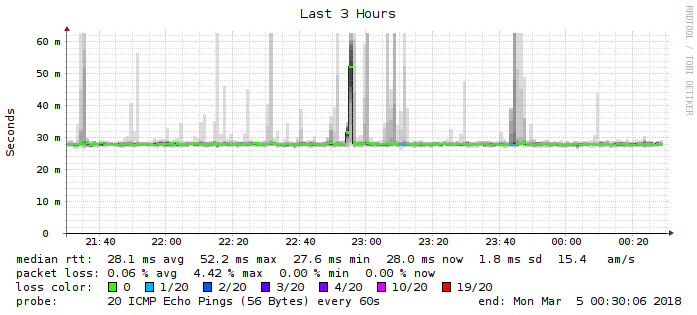 Last 3 Hours
RRDTOOL / TOBI OETIKER
Seconds
60 m
50 m
40 m
30 m
20 m
10 m
0
21:40 22:00 22:20 22:40 23:00 23:20 23:40 00:00 00:20
median rtt: 28.1 ms avg 52.2 ms max 27.6 ms min 28.0 ms now 1.8 ms sd 15.4 am/s
packet loss: 0.06 % avg 4.42 % max 0.00 % min 0.00 % now
loss color: 0 1/20 2/20 3/20 4/20 10/20 19/20
probe: 20 ICMP Echo Pings (56 Bytes) every 60s end: Mon Mar 5 00:30:06 2018